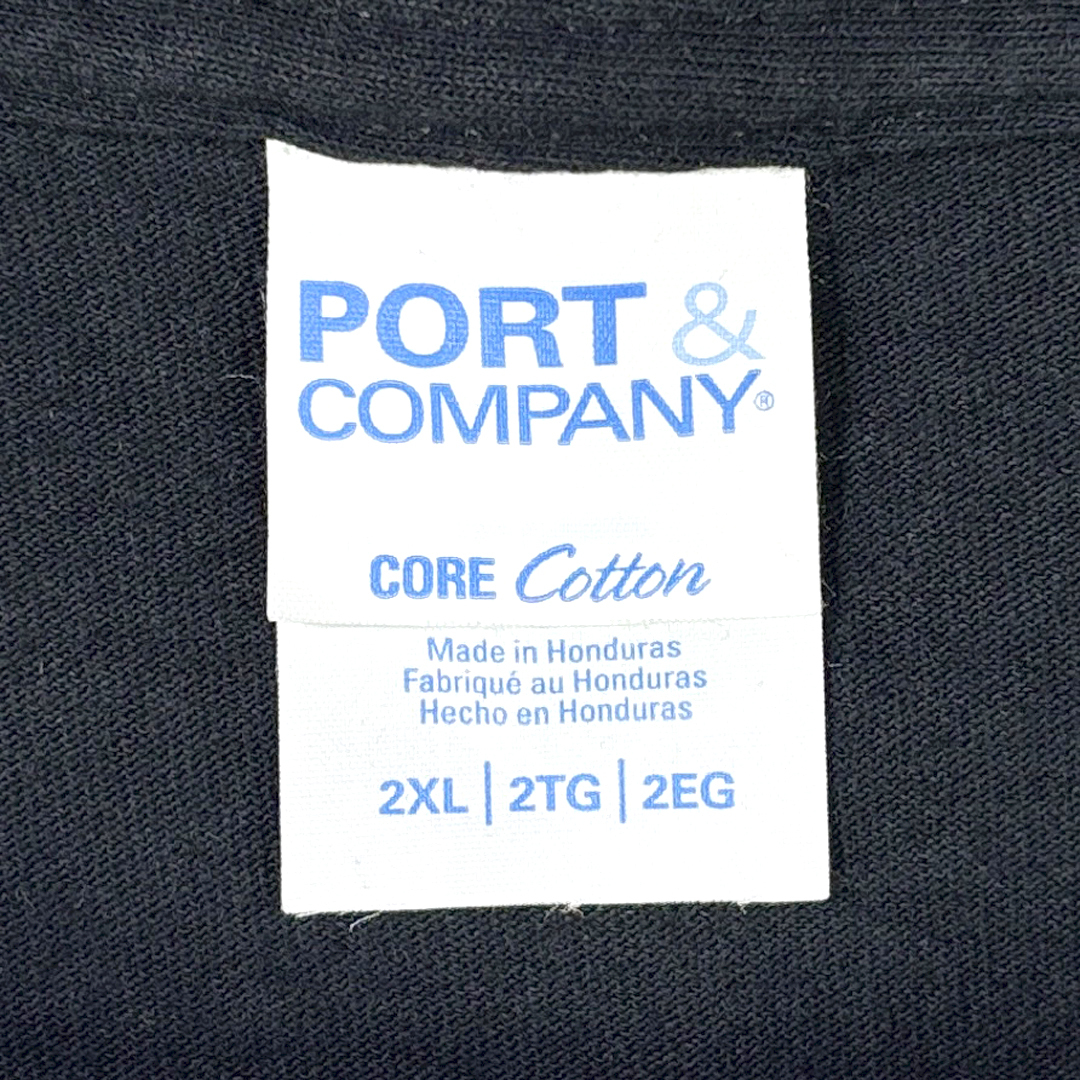 PORT &
COMPANY®
CORE Cotton
Made in Honduras
Fabriqué au Honduras
Hecho en Honduras
2XL | 2TG | 2EG